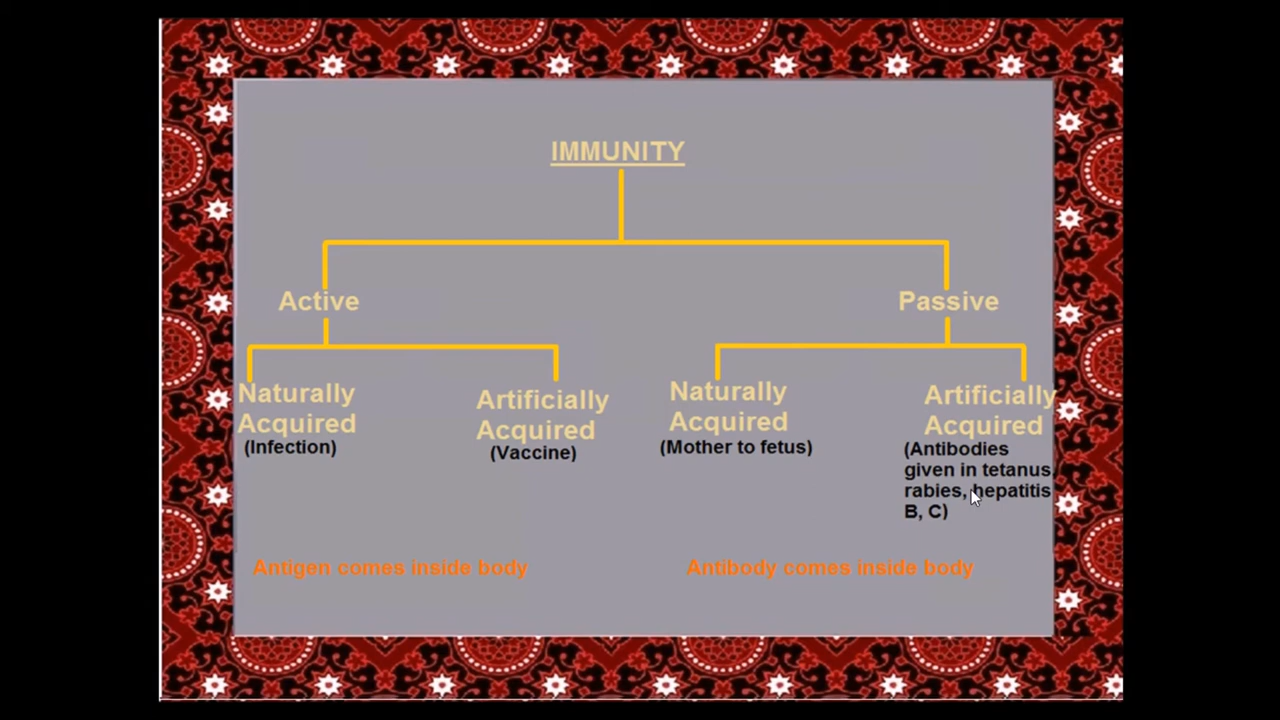 IMMUNITY
Active
Passive
Naturally
Acquired
(Infection)
Artificially
Acquired
(Vaccine)
Naturally
Acquired
(Mother to fetus)
Artificially
Acquired
(Antibodies
given in tetanus,
rabies, hepatitis
B, C)
Antigen comes inside body
Antibody comes inside body